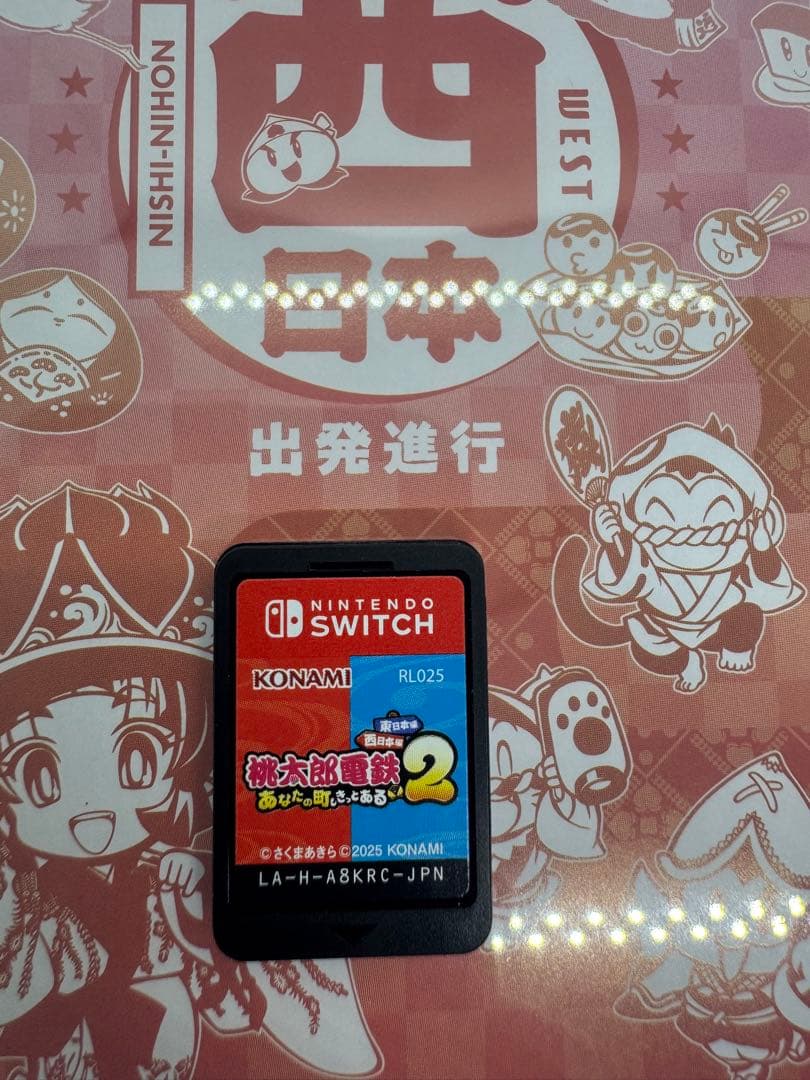 西
NISHI-NIHON
WEST
日本
出発進行
NINTENDO
SWITCH
KONAMI
RL025
東日本編
西日本編
桃太郎電鉄2
あなたの町も きっとある
©さくまあきら©2025 KONAMI
LA-H-A8KRC-JPN